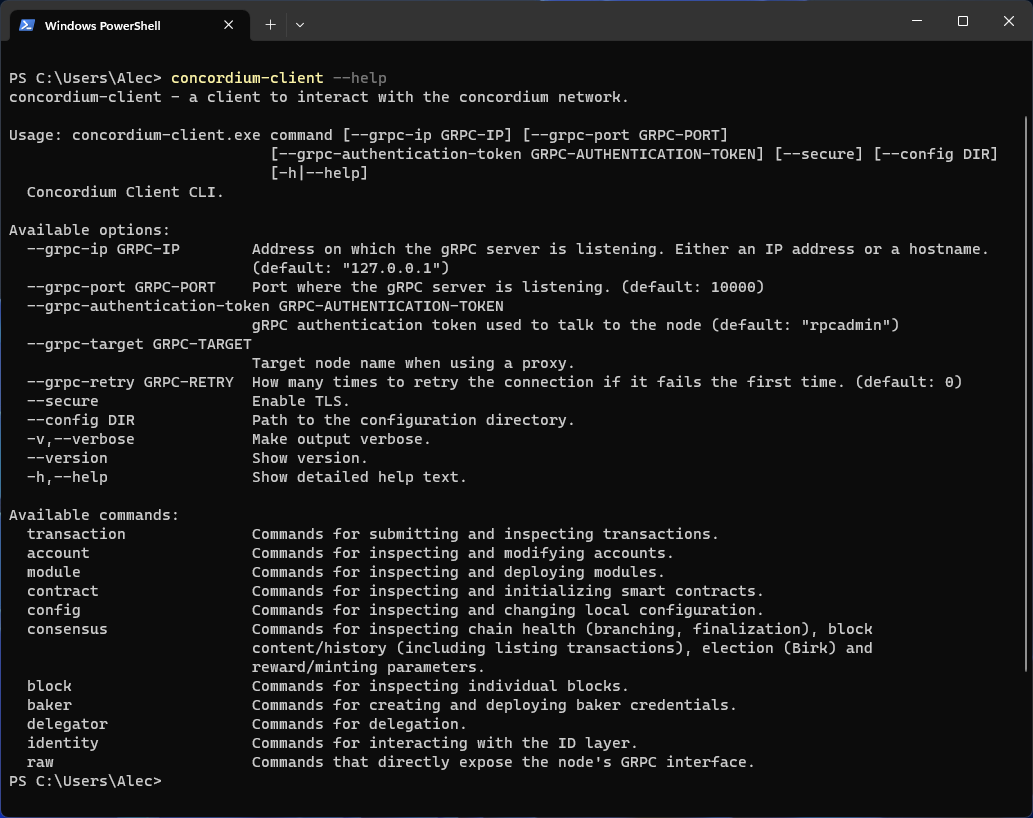 Windows PowerShell
PS C:\Users\Alec> concordium-client --help
concordium-client - a client to interact with the concordium network.
Usage: concordium-client.exe command [--grpc-ip GRPC-IP] [--grpc-port GRPC-PORT]
[--grpc-authentication-token GRPC-AUTHENTICATION-TOKEN] [--secure] [--config DIR]
[-h|--help]
Concordium Client CLI.
Available options:
--grpc-ip GRPC-IP Address on which the gRPC server is listening. Either an IP address or a hostname.
(default: "127.0.0.1")
--grpc-port GRPC-PORT Port where the gRPC server is listening. (default: 10000)
--grpc-authentication-token GRPC-AUTHENTICATION-TOKEN
gRPC authentication token used to talk to the node (default: "rpcadmin")
--grpc-target GRPC-TARGET
Target node name when using a proxy.
--grpc-retry GRPC-RETRY How many times to retry the connection if it fails the first time. (default: 0)
--secure Enable TLS.
--config DIR Path to the configuration directory.
-v,--verbose Make output verbose.
--version Show version.
-h,--help Show detailed help text.
Available commands:
transaction Commands for submitting and inspecting transactions.
account Commands for inspecting and modifying accounts.
module Commands for inspecting and deploying modules.
contract Commands for inspecting and initializing smart contracts.
config Commands for inspecting and changing local configuration.
consensus Commands for inspecting chain health (branching, finalization), block
content/history (including listing transactions), election (Birk) and
reward/minting parameters.
block Commands for inspecting individual blocks.
baker Commands for creating and deploying baker credentials.
delegator Commands for delegation.
identity Commands for interacting with the ID layer.
raw Commands that directly expose the node's GRPC interface.
PS C:\Users\Alec>